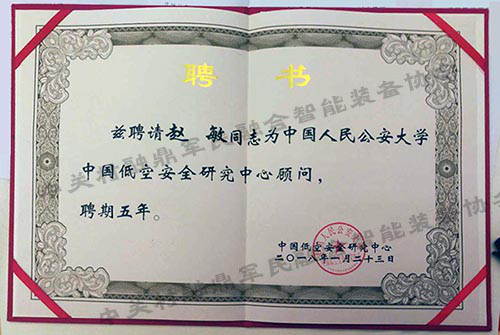 聘 书
兹聘请赵 敏同志为中国人民公安大学
中国低空安全研究中心顾问，
聘期五年。
中国低空安全研究中心
二〇一八年一月二十三日